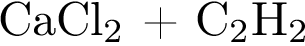 CaCl₂ + C₂H₂